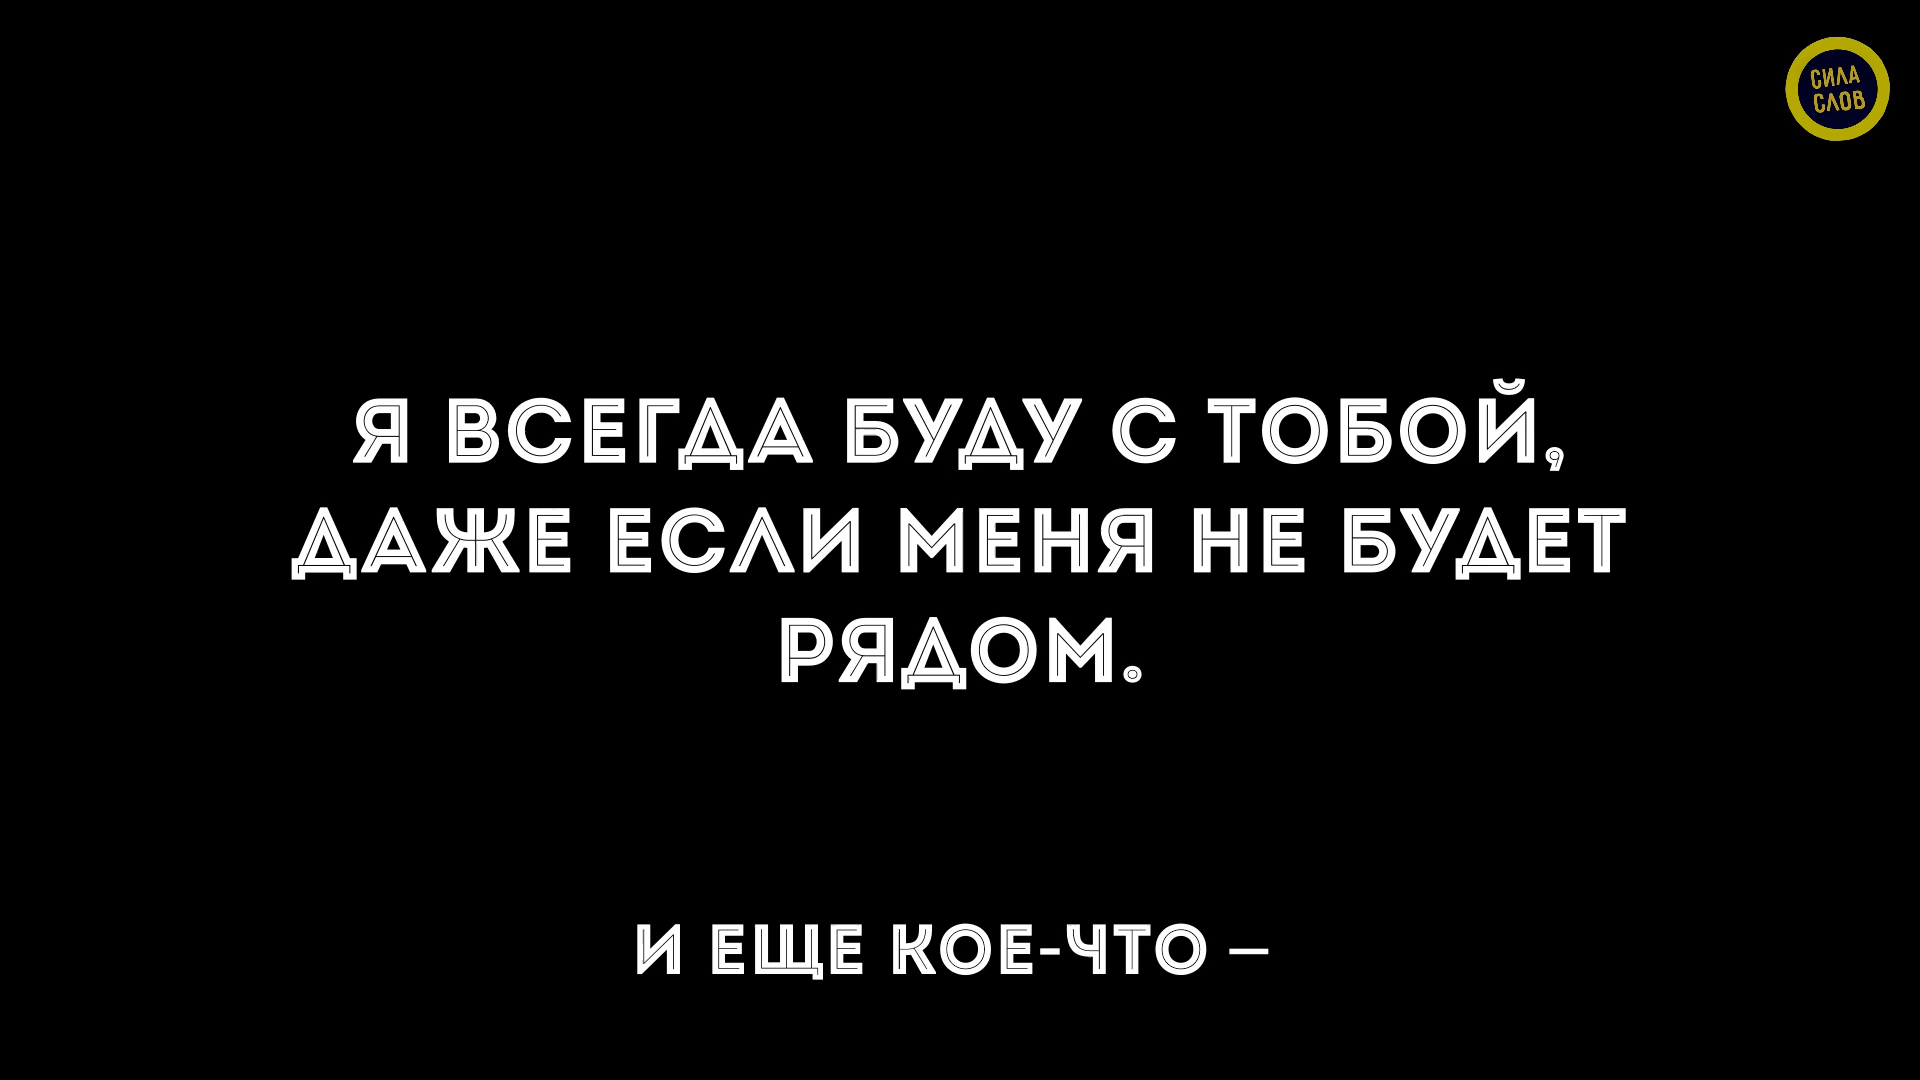 СИЛА
СЛОВ
Я ВСЕГДА БУДУ С ТОБОЙ,
ДАЖЕ ЕСЛИ МЕНЯ НЕ БУДЕТ
РЯДОМ.
И ЕЩЕ КОЕ-ЧТО –